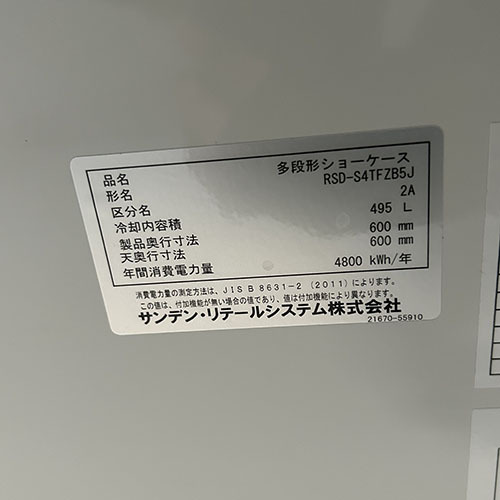 品名 多段形ショーケース
形名 RSD-S4TFZB5J
区分名 2A
冷却内容積 495 L
製品奥行寸法 600 mm
天奥行寸法 600 mm
年間消費電力量 4800 kWh/年
消費電力量の測定方法は、JIS B 8631-2 (2011)によります。
この値は、付加機能が無い場合の値であり、値は付加機能により異なります。
サンデン・リテールシステム株式会社
21670-55910